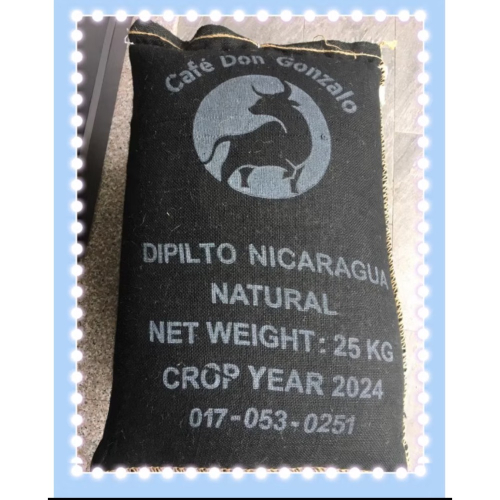 Café Don Gonzalo
DIPILTO NICARAGUA
NATURAL
NET WEIGHT: 25 KG
CROP YEAR 2024
017-053-0251